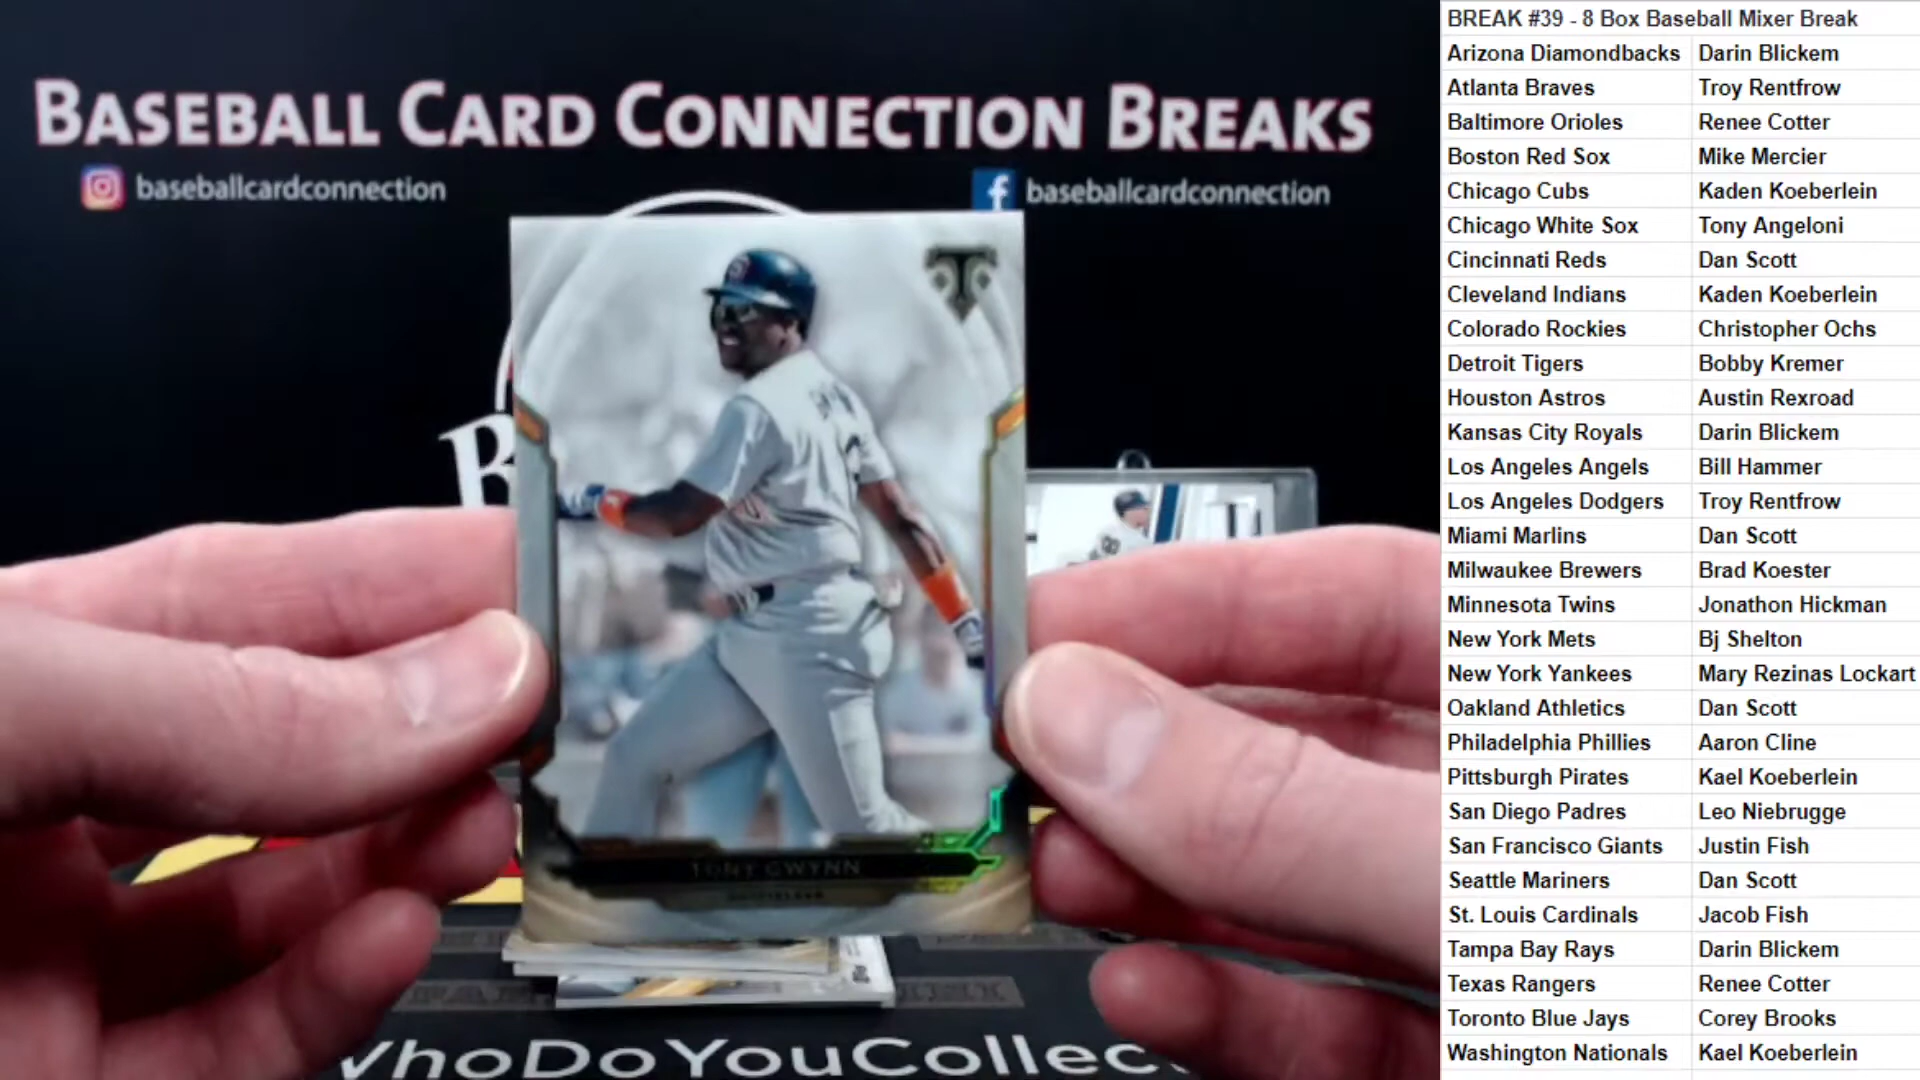 BASEBALL CARD CONNECTION BREAKS
baseballcardconnection
baseballcardconnection
TONY GWYNN
WhoDoYouCollec
BREAK #39 - 8 Box Baseball Mixer Break
Arizona Diamondbacks Darin Blickem
Atlanta Braves Troy Rentfrow
Baltimore Orioles Renee Cotter
Boston Red Sox Mike Mercier
Chicago Cubs Kaden Koeberlein
Chicago White Sox Tony Angeloni
Cincinnati Reds Dan Scott
Cleveland Indians Kaden Koeberlein
Colorado Rockies Christopher Ochs
Detroit Tigers Bobby Kremer
Houston Astros Austin Rexroad
Kansas City Royals Darin Blickem
Los Angeles Angels Bill Hammer
Los Angeles Dodgers Troy Rentfrow
Miami Marlins Dan Scott
Milwaukee Brewers Brad Koester
Minnesota Twins Jonathon Hickman
New York Mets Bj Shelton
New York Yankees Mary Rezinas Lockart
Oakland Athletics Dan Scott
Philadelphia Phillies Aaron Cline
Pittsburgh Pirates Kael Koeberlein
San Diego Padres Leo Niebrugge
San Francisco Giants Justin Fish
Seattle Mariners Dan Scott
St. Louis Cardinals Jacob Fish
Tampa Bay Rays Darin Blickem
Texas Rangers Renee Cotter
Toronto Blue Jays Corey Brooks
Washington Nationals Kael Koeberlein